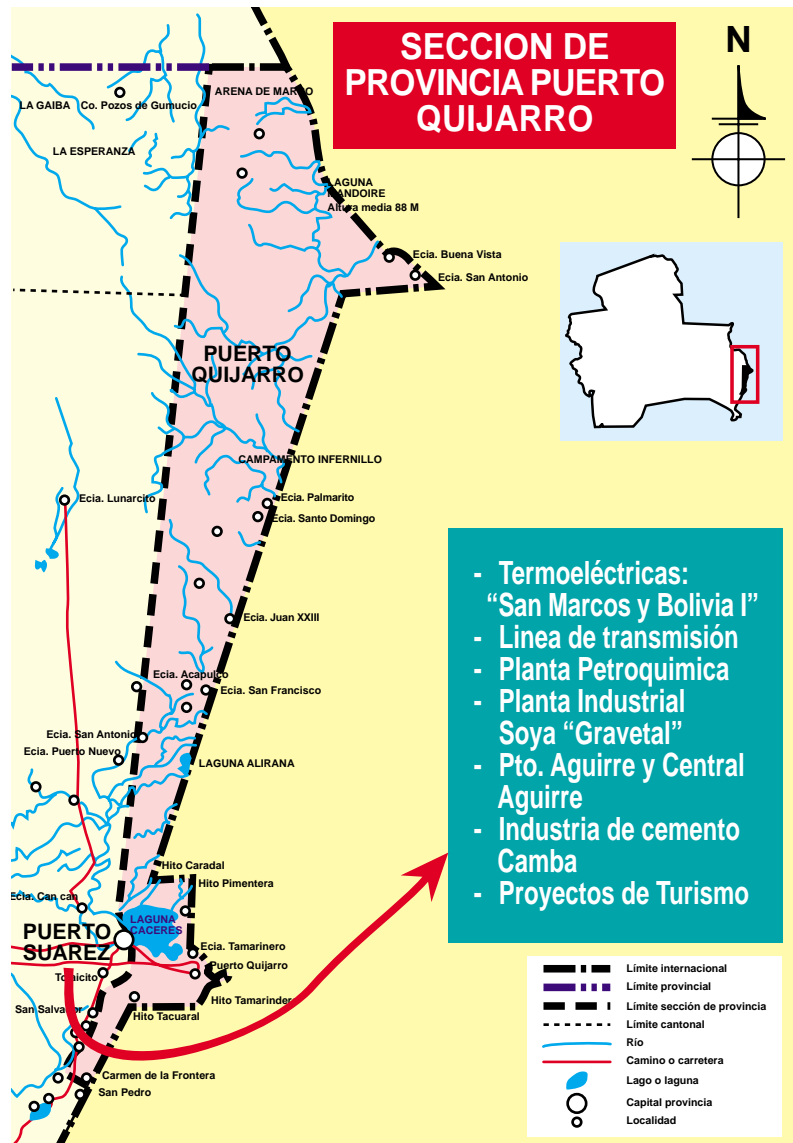 SECCION DE
PROVINCIA PUERTO
QUIJARRO
N
ARENA DE MARCO
LA GAIBA
Co. Pozos de Gumucio
LA ESPERANZA
LAGUNA
MANDOIRE
Altura media 88 M
Ecia. Buena Vista
Ecia. San Antonio
PUERTO
QUIJARRO
CAMPAMENTO INFERNILLO
Ecia. Lunarcito
Ecia. Palmarito
Ecia. Santo Domingo
Ecia. Juan XXIII
Ecia. Acapulco
Ecia. San Francisco
Ecia. San Antonio
Ecia. Puerto Nuevo
LAGUNA ALIRANA
Hito Caradal
Hito Pimentera
Ecia. Can can
LAGUNA
CACERES
PUERTO
SUAREZ
Ecia. Tamarinero
Puerto Quijarro
Hito Tamarinder
San Salvador
Hito Tacuaral
Carmen de la Frontera
San Pedro
- Termoeléctricas:
“San Marcos y Bolivia I”
- Linea de transmisión
- Planta Petroquimica
- Planta Industrial
Soya “Gravetal”
- Pto. Aguirre y Central
Aguirre
- Industria de cemento
Camba
- Proyectos de Turismo
Límite internacional
Límite provincial
Límite sección de provincia
Límite cantonal
Río
Camino o carretera
Lago o laguna
Capital provincia
Localidad